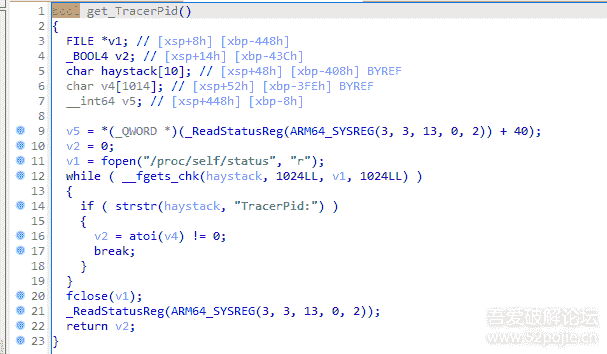 1 bool get_TracerPid()
2 {
3 FILE *v1; // [xsp+8h] [xbp-448h]
4 _BOOL4 v2; // [xsp+14h] [xbp-43Ch]
5 char haystack[10]; // [xsp+48h] [xbp-408h] BYREF
6 char v4[1014]; // [xsp+52h] [xbp-3FEh] BYREF
7 __int64 v5; // [xsp+448h] [xbp-8h]
8
9 v5 = *(_QWORD *)(_ReadStatusReg(ARM64_SYSREG(3, 3, 13, 0, 2)) + 40);
10 v2 = 0;
11 v1 = fopen("/proc/self/status", "r");
12 while ( __fgets_chk(haystack, 1024LL, v1, 1024LL) )
13 {
14 if ( strstr(haystack, "TracerPid:") )
15 {
16 v2 = atoi(v4) != 0;
17 break;
18 }
19 }
20 fclose(v1);
21 _ReadStatusReg(ARM64_SYSREG(3, 3, 13, 0, 2));
22 return v2;
23 }
吾爱破解论坛
www.52pojie.cn